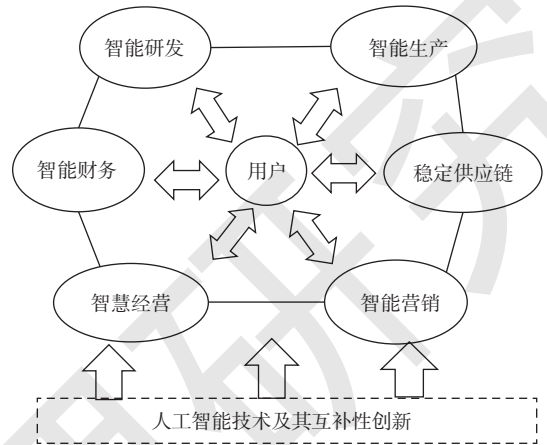 智能研发
智能生产
智能财务
用户
稳定供应链
智慧经营
智能营销
人工智能技术及其互补性创新